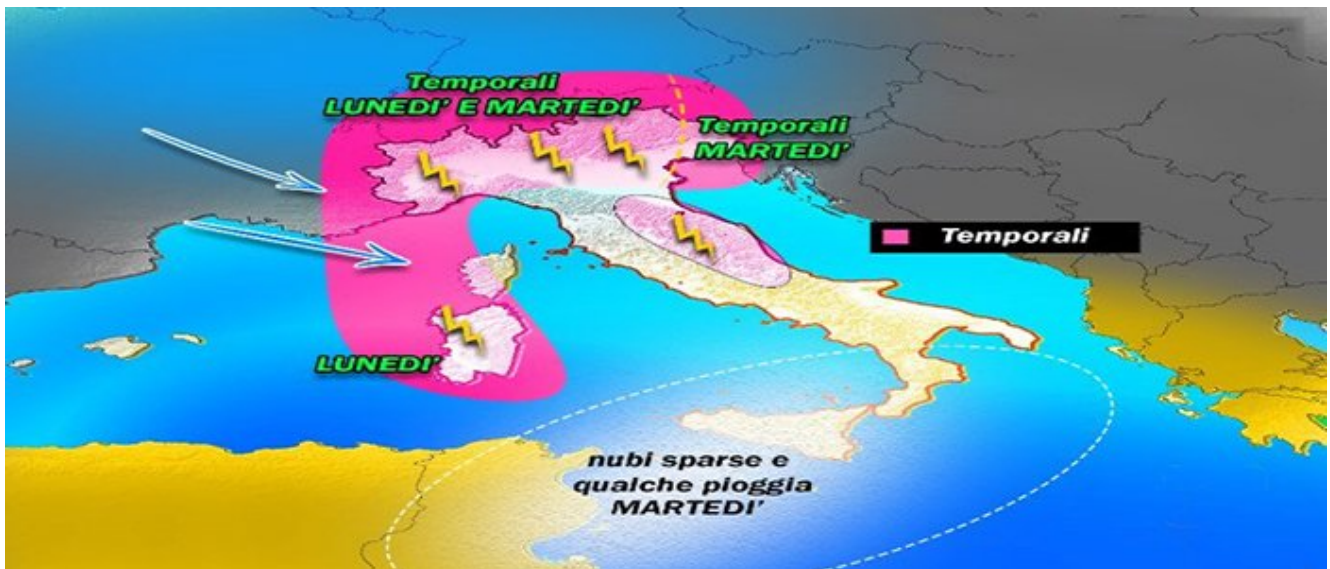 Temporali
LUNEDI' E MARTEDI'
Temporali
MARTEDI'
Temporali
LUNEDI'
nubi sparse e
qualche pioggia
MARTEDI'